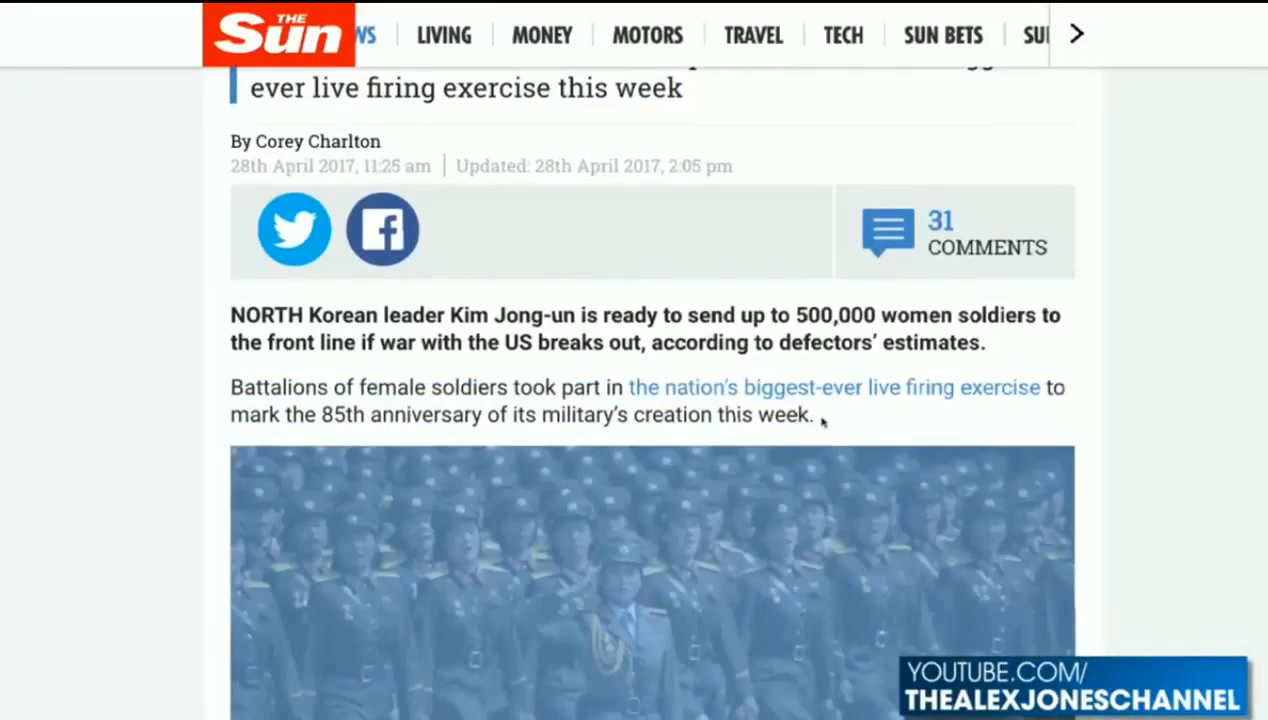 THE
Sun
WS
LIVING
MONEY
MOTORS
TRAVEL
TECH
SUN BETS
ever live firing exercise this week
By Corey Charlton
28th April 2017, 11:25 am | Updated: 28th April 2017, 2:05 pm
31
COMMENTS
NORTH Korean leader Kim Jong-un is ready to send up to 500,000 women soldiers to
the front line if war with the US breaks out, according to defectors’ estimates.
Battalions of female soldiers took part in the nation’s biggest-ever live firing exercise to
mark the 85th anniversary of its military’s creation this week.
YOUTUBE.COM/
THEALEXJONESCHANNEL